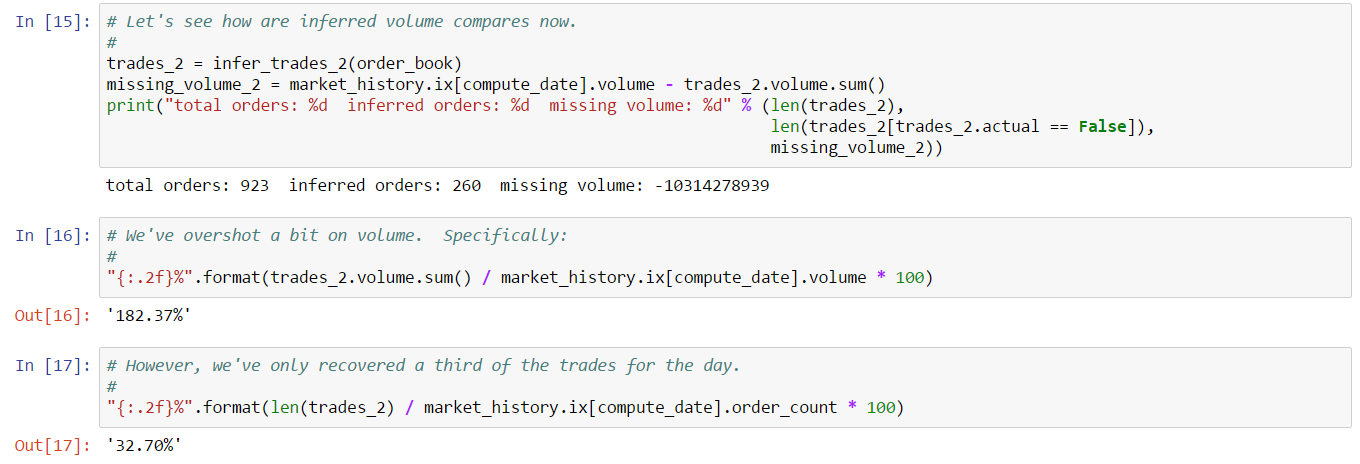 In [15]: # Let's see how are inferred volume compares now.
#
trades_2 = infer_trades_2(order_book)
missing_volume_2 = market_history.ix[compute_date].volume - trades_2.volume.sum()
print("total orders: %d  inferred orders: %d  missing volume: %d" % (len(trades_2),
len(trades_2[trades_2.actual == False]),
missing_volume_2))
total orders: 923  inferred orders: 260  missing volume: -10314278939
In [16]: # We've overshot a bit on volume.  Specifically:
#
"{:.2f}%".format(trades_2.volume.sum() / market_history.ix[compute_date].volume * 100)
Out[16]: '182.37%'
In [17]: # However, we've only recovered a third of the trades for the day.
#
"{:.2f}%".format(len(trades_2) / market_history.ix[compute_date].order_count * 100)
Out[17]: '32.70%'